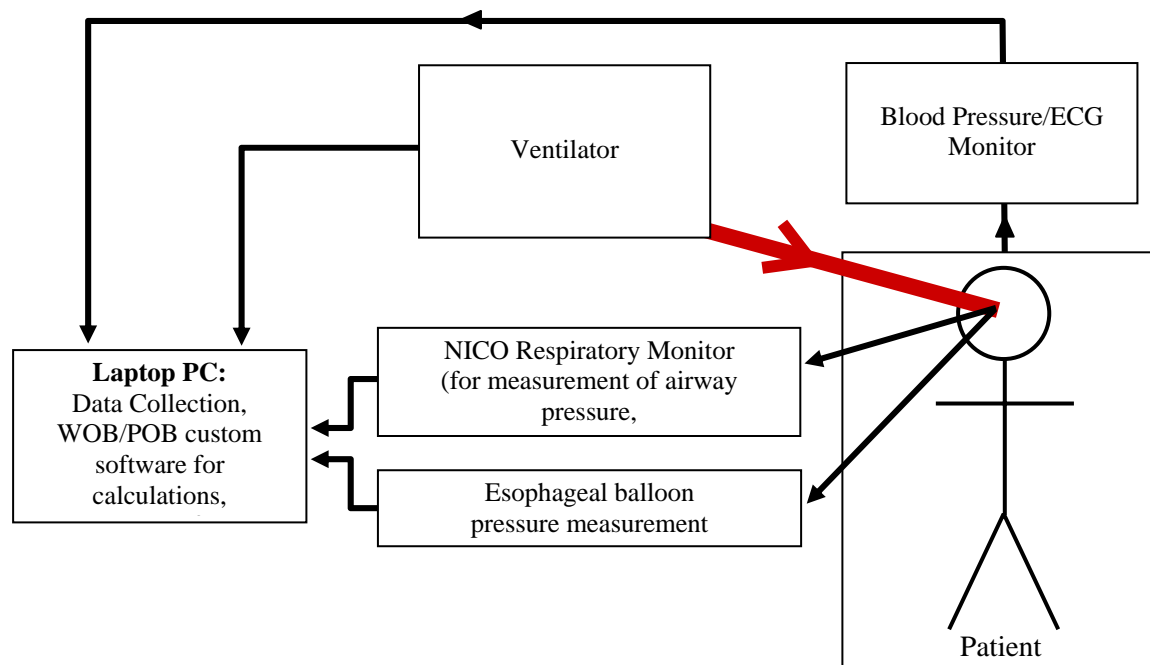 Blood Pressure/ECG
Monitor
Ventilator
NICO Respiratory Monitor
(for measurement of airway
pressure,
Laptop PC:
Data Collection,
WOB/POB custom
software for
calculations,
Esophageal balloon
pressure measurement
Patient